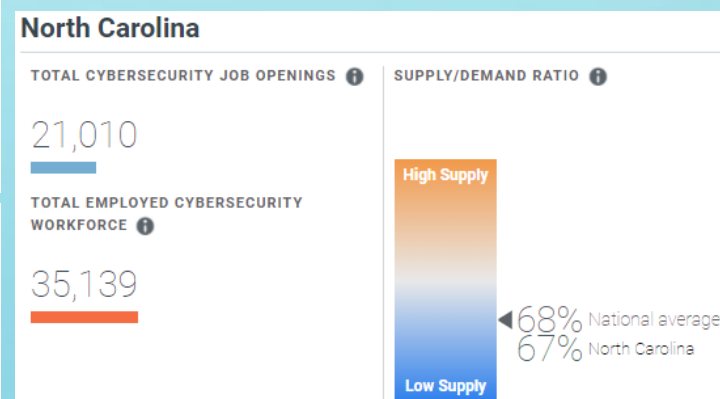 North Carolina
TOTAL CYBERSECURITY JOB OPENINGS
21,010
TOTAL EMPLOYED CYBERSECURITY
WORKFORCE
35,139
SUPPLY/DEMAND RATIO
High Supply
68% National average
67% North Carolina
Low Supply